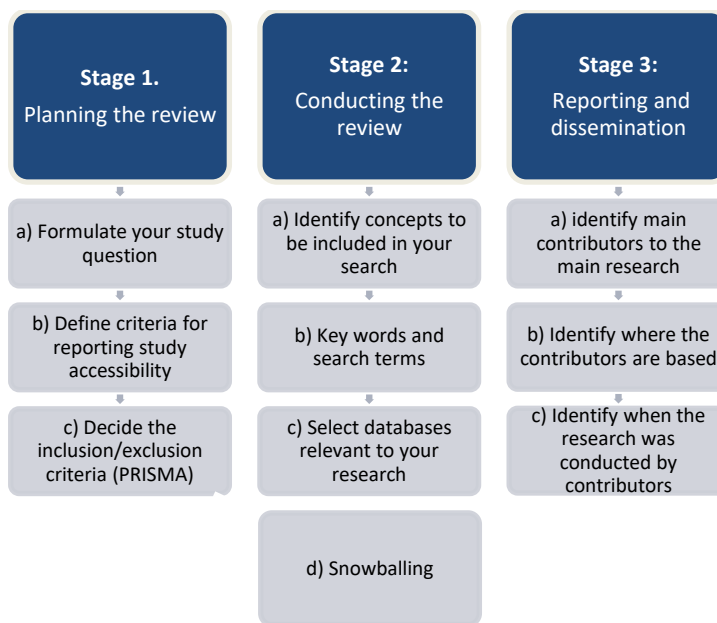 Stage 1.
Planning the review
a) Formulate your study
question
b) Define criteria for
reporting study
accessibility
c) Decide the
inclusion/exclusion
criteria (PRISMA)
Stage 2:
Conducting the
review
a) Identify concepts to
be included in your
search
b) Key words and
search terms
c) Select databases
relevant to your
research
d) Snowballing
Stage 3:
Reporting and
dissemination
a) identify main
contributors to the
main research
b) Identify where the
contributors are based
c) Identify when the
research was
conducted by
contributors